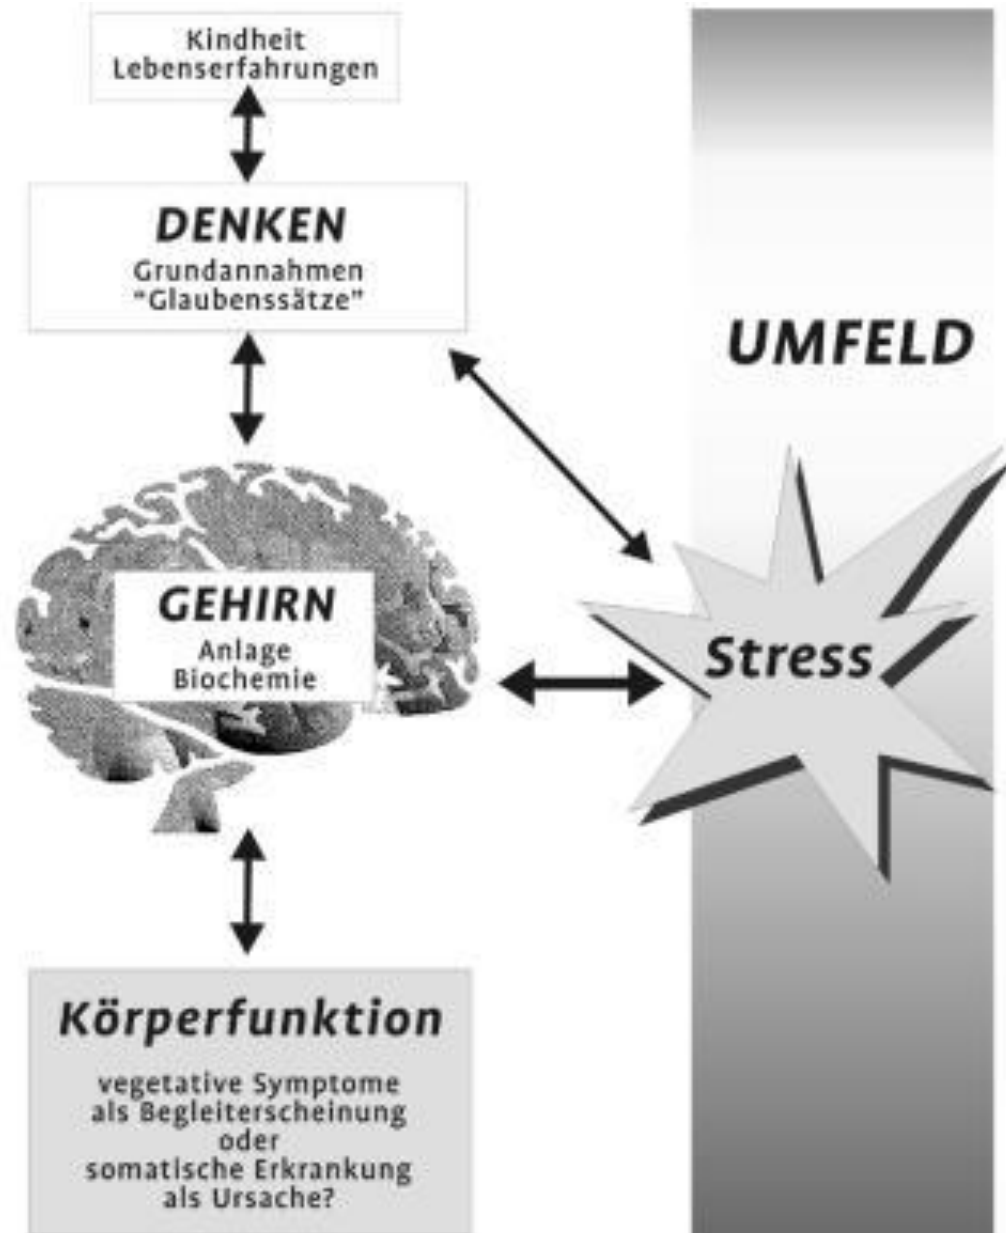 Kindheit
Lebenserfahrungen
DENKEN
Grundannahmen
“Glaubenssätze”
UMFELD
GEHIRN
Anlage
Biochemie
Stress
Körperfunktion
vegetative Symptome
als Begleiterscheinung
oder
somatische Erkrankung
als Ursache?